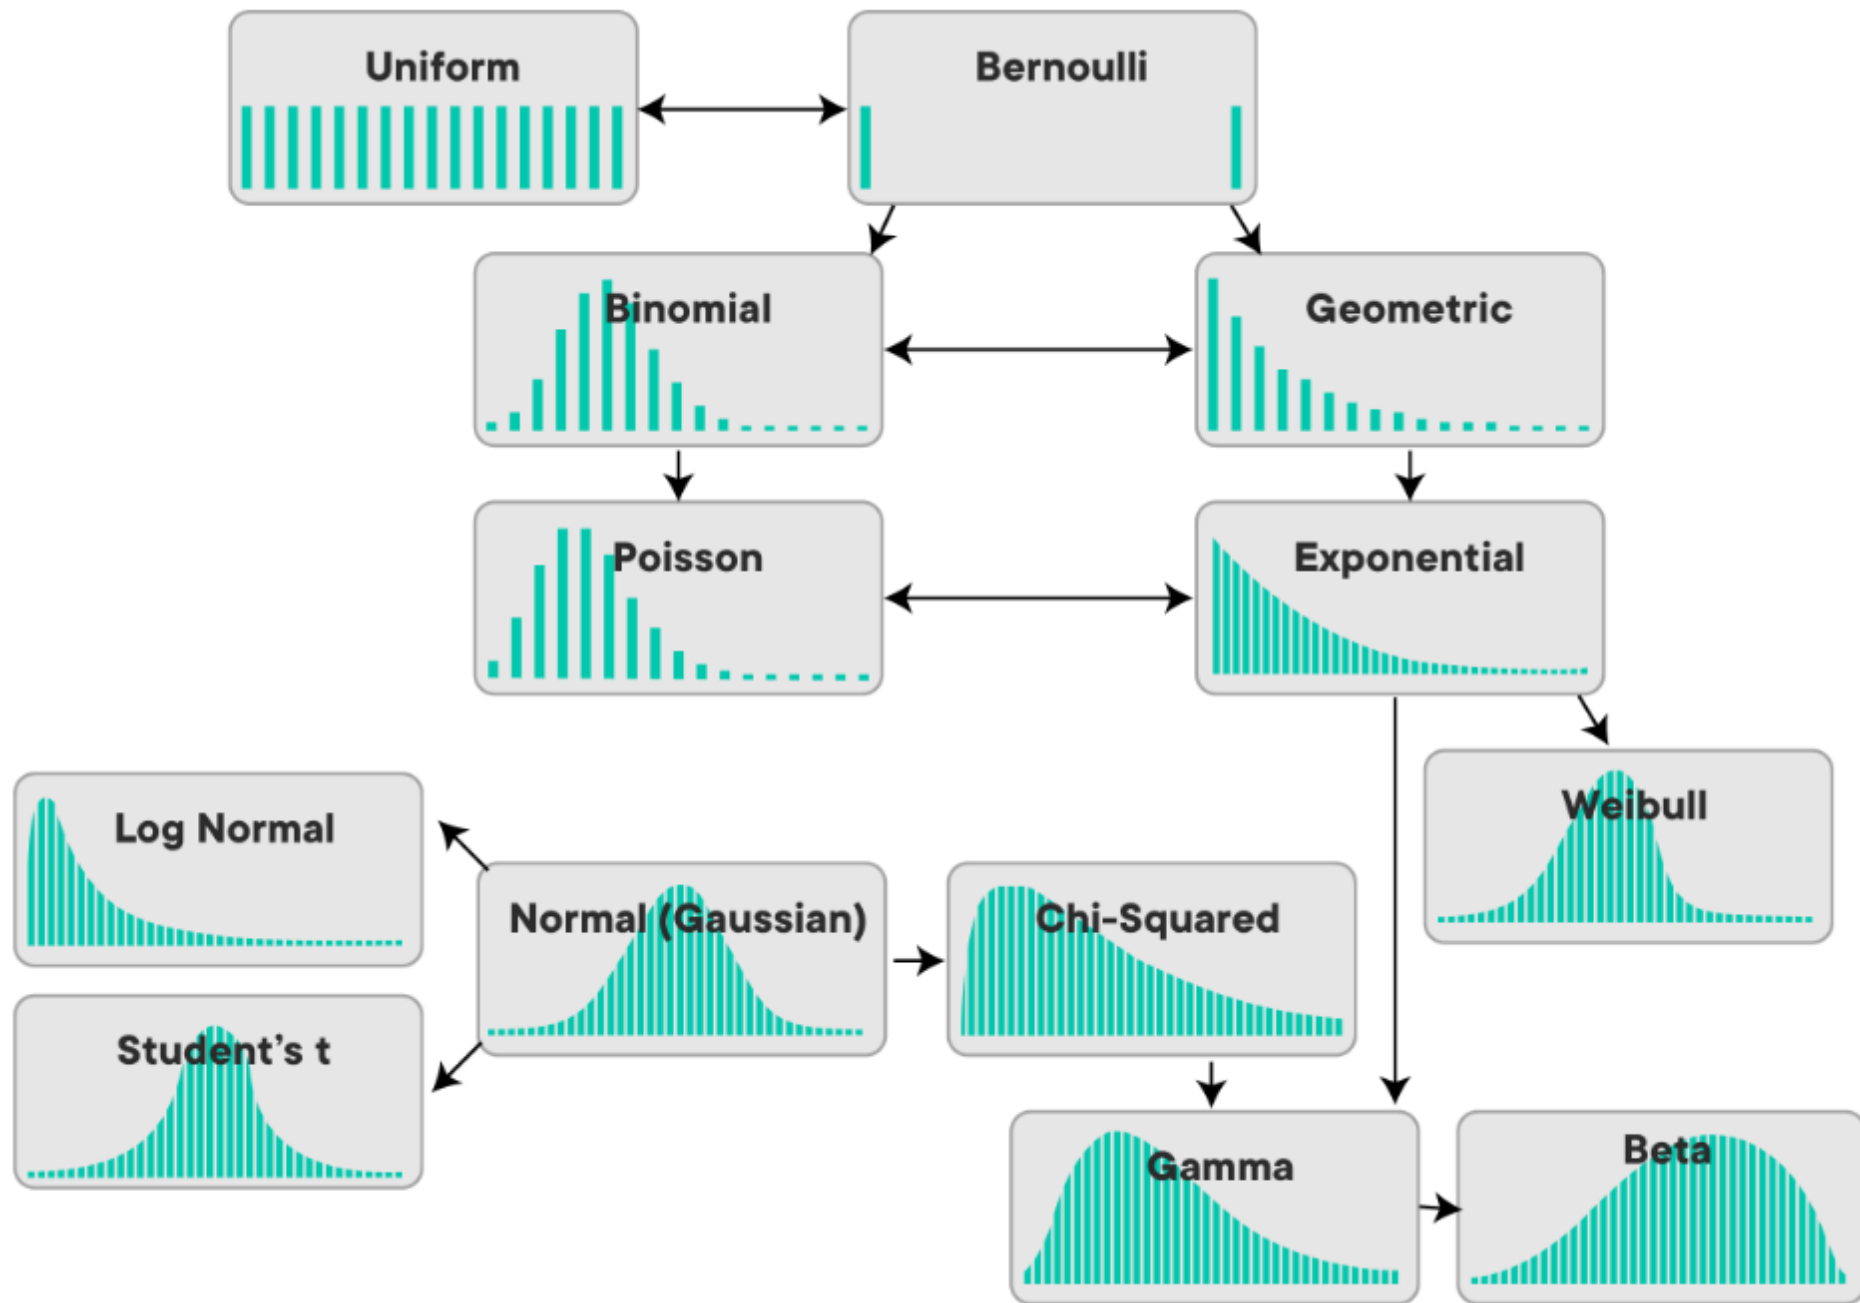 Uniform
Bernoulli
Binomial
Geometric
Poisson
Exponential
Weibull
Log Normal
Normal (Gaussian)
Chi-Squared
Student’s t
Gamma
Beta